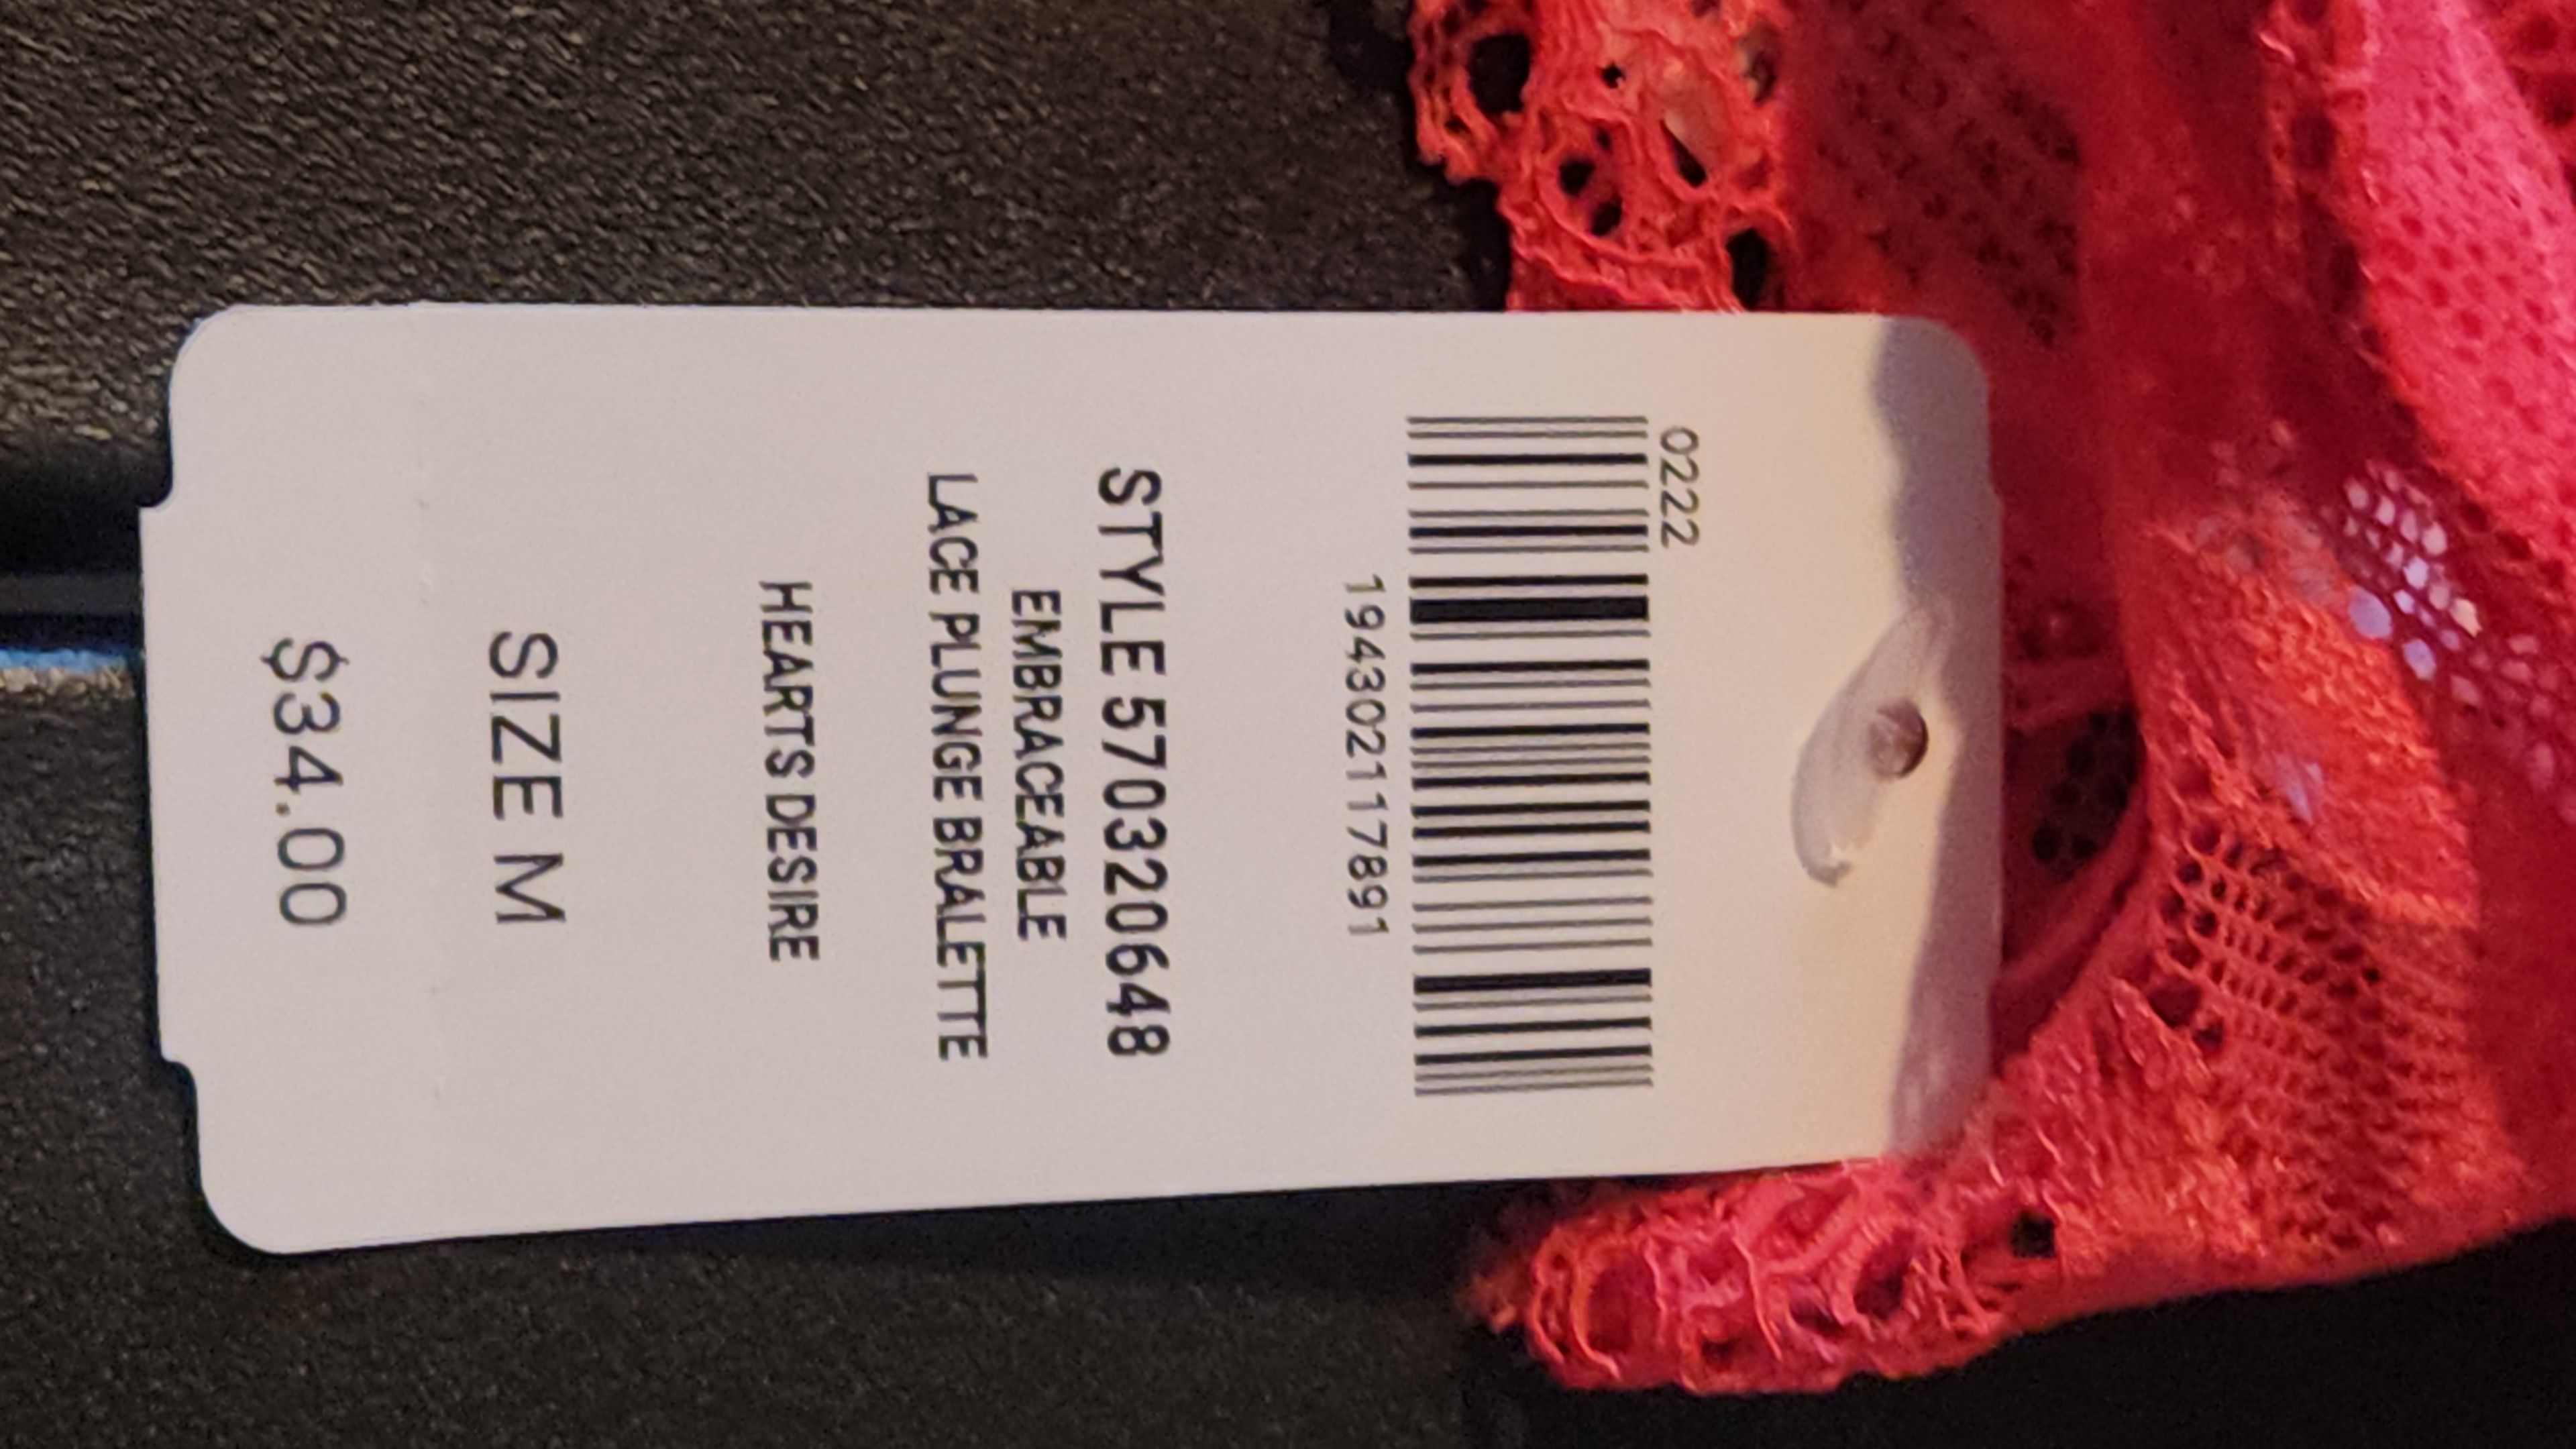 0222
194302117891
STYLE 570320648
EMBRACEABLE
LACE PLUNGE BRALETTE
HEARTS DESIRE
SIZE M
$34.00